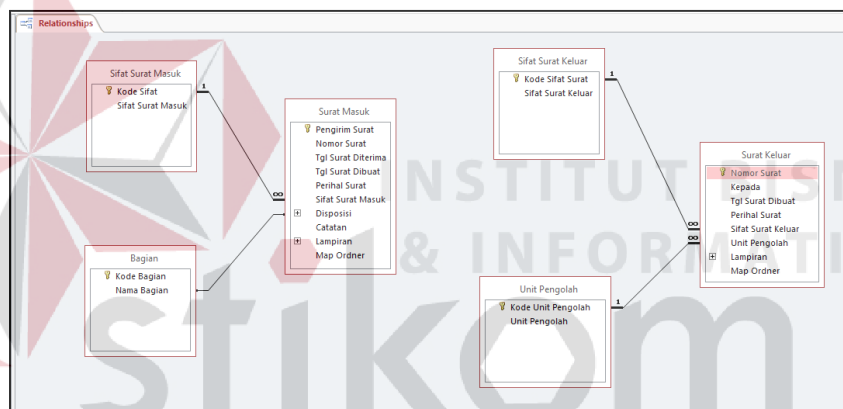 Relationships
Sifat Surat Masuk
Kode Sifat
Sifat Surat Masuk
1
∞
Surat Masuk
Pengirim Surat
Nomor Surat
Tgl Surat Diterima
Tgl Surat Dibuat
Perihal Surat
Sifat Surat Masuk
Disposisi
Catatan
Lampiran
Map Ordner
Bagian
Kode Bagian
Nama Bagian
Sifat Surat Keluar
Kode Sifat Surat
Sifat Surat Keluar
1
∞
∞
Surat Keluar
Nomor Surat
Kepada
Tgl Surat Dibuat
Perihal Surat
Sifat Surat Keluar
Unit Pengolah
Lampiran
Map Ordner
Unit Pengolah
Kode Unit Pengolah
Unit Pengolah
1
INSTITUT BISN
& INFORMATI
stikom